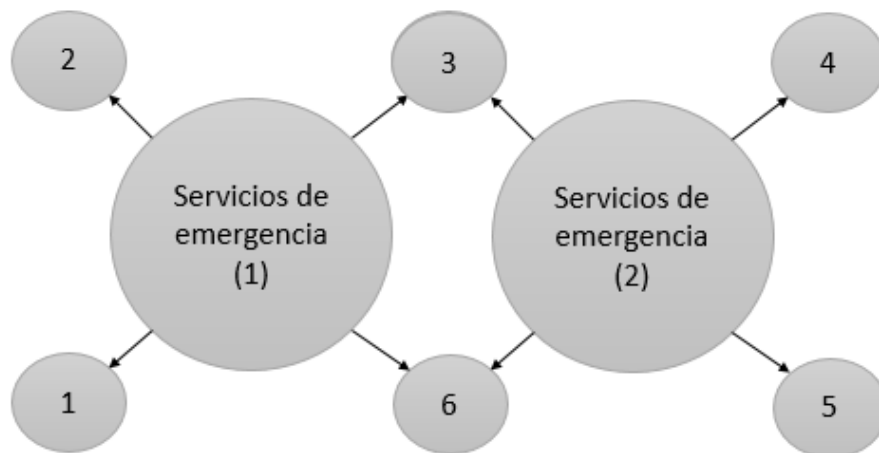 2
3
4
Servicios de
emergencia
(1)
Servicios de
emergencia
(2)
1
6
5